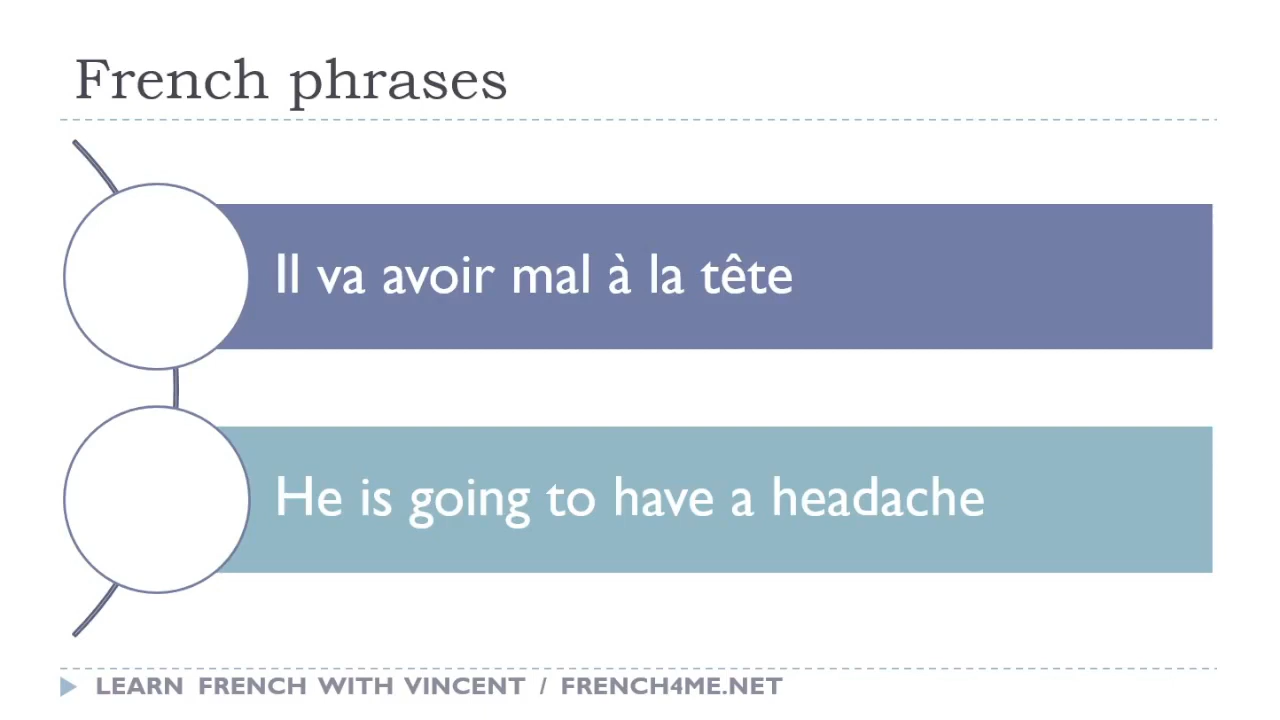 French phrases
Il va avoir mal à la tête
He is going to have a headache
LEARN FRENCH WITH VINCENT / FRENCH4ME.NET